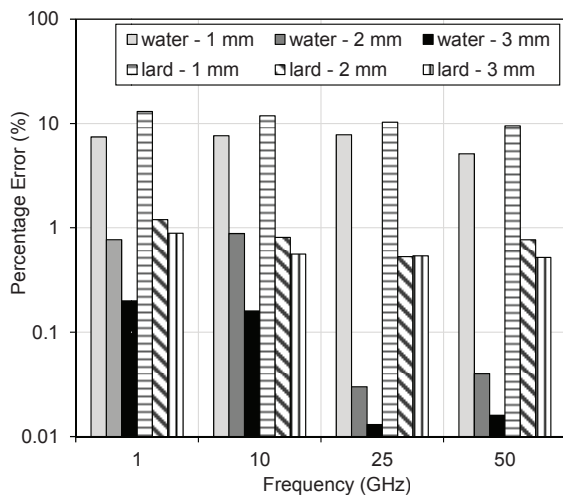 100
water - 1 mm water - 2 mm water - 3 mm
lard - 1 mm lard - 2 mm lard - 3 mm
10
1
0.1
0.01
Percentage Error (%)
1 10 25 50
Frequency (GHz)